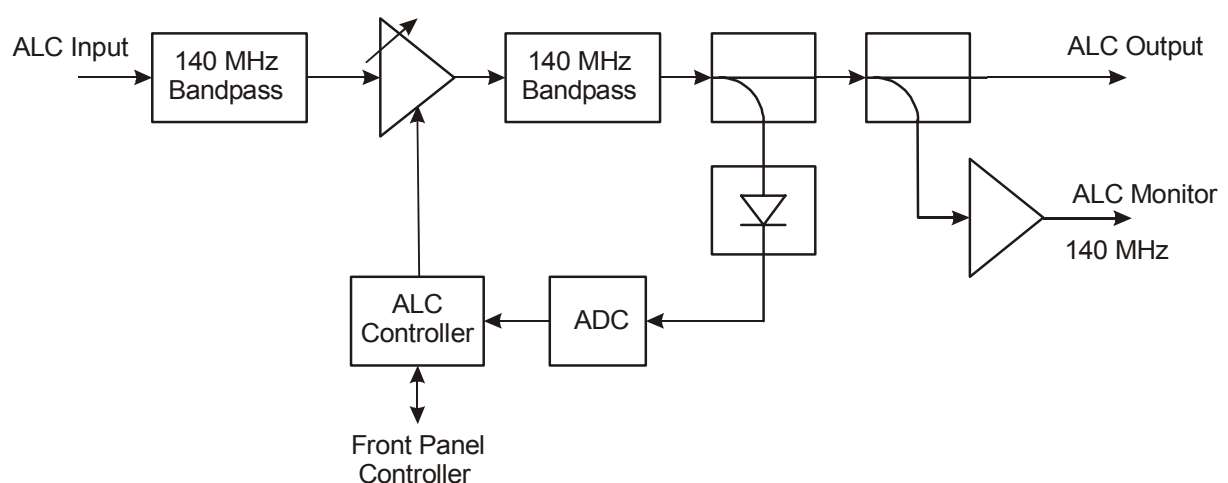 ALC Input
140 MHz
Bandpass
140 MHz
Bandpass
ALC Output
ALC Monitor
140 MHz
ALC
Controller
ADC
Front Panel
Controller